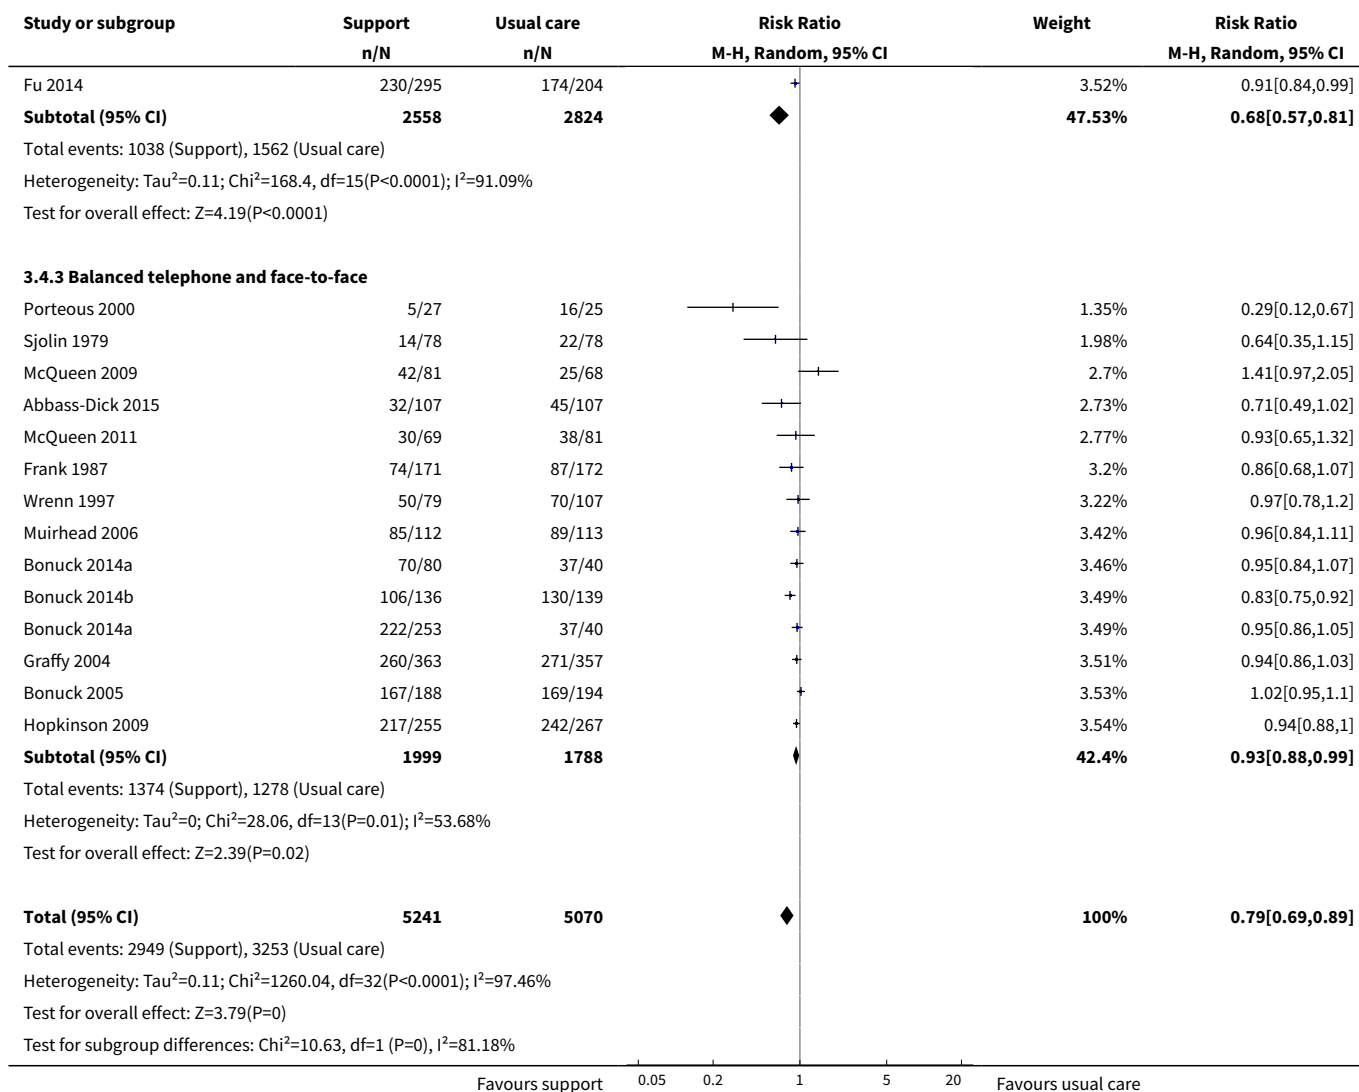 Study or subgroup Support Usual care Risk Ratio Weight Risk Ratio
n/N n/N M-H, Random, 95% CI M-H, Random, 95% CI
Fu 2014 230/295 174/204 3.52% 0.91[0.84,0.99]
Subtotal (95% CI) 2558 2824 47.53% 0.68[0.57,0.81]
Total events: 1038 (Support), 1562 (Usual care)
Heterogeneity: Tau²=0.11; Chi²=168.4, df=15(P<0.0001); I²=91.09%
Test for overall effect: Z=4.19(P<0.0001)
3.4.3 Balanced telephone and face-to-face
Porteous 2000 5/27 16/25 1.35% 0.29[0.12,0.67]
Sjolin 1979 14/78 22/78 1.98% 0.64[0.35,1.15]
McQueen 2009 42/81 25/68 2.7% 1.41[0.97,2.05]
Abbass-Dick 2015 32/107 45/107 2.73% 0.71[0.49,1.02]
McQueen 2011 30/69 38/81 2.77% 0.93[0.65,1.32]
Frank 1987 74/171 87/172 3.2% 0.86[0.68,1.07]
Wrenn 1997 50/79 70/107 3.22% 0.97[0.78,1.2]
Muirhead 2006 85/112 89/113 3.42% 0.96[0.84,1.11]
Bonuck 2014a 70/80 37/40 3.46% 0.95[0.84,1.07]
Bonuck 2014b 106/136 130/139 3.49% 0.83[0.75,0.92]
Bonuck 2014a 222/253 37/40 3.49% 0.95[0.86,1.05]
Graffy 2004 260/363 271/357 3.51% 0.94[0.86,1.03]
Bonuck 2005 167/188 169/194 3.53% 1.02[0.95,1.1]
Hopkinson 2009 217/255 242/267 3.54% 0.94[0.88,1]
Subtotal (95% CI) 1999 1788 42.4% 0.93[0.88,0.99]
Total events: 1374 (Support), 1278 (Usual care)
Heterogeneity: Tau²=0; Chi²=28.06, df=13(P=0.01); I²=53.68%
Test for overall effect: Z=2.39(P=0.02)
Total (95% CI) 5241 5070 100% 0.79[0.69,0.89]
Total events: 2949 (Support), 3253 (Usual care)
Heterogeneity: Tau²=0.11; Chi²=1260.04, df=32(P<0.0001); I²=97.46%
Test for overall effect: Z=3.79(P=0)
Test for subgroup differences: Chi²=10.63, df=1 (P=0), I²=81.18%
Favours support 0.05 0.2 1 5 20 Favours usual care